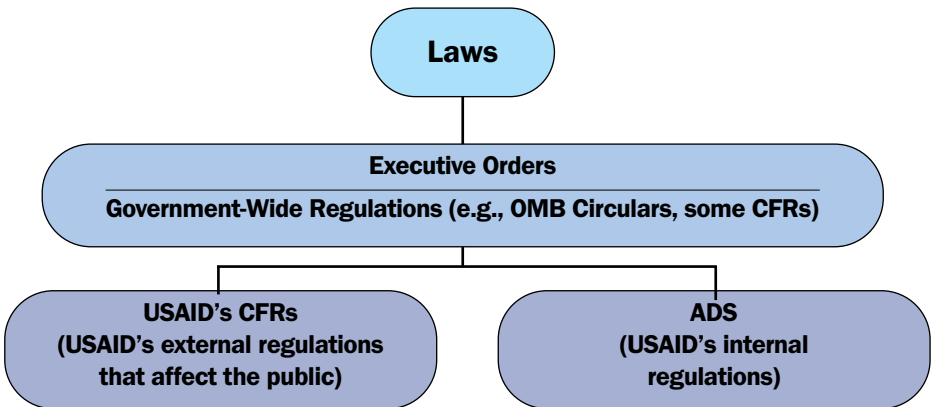 Laws
Executive Orders
Government-Wide Regulations (e.g., OMB Circulars, some CFRs)
USAID’s CFRs
(USAID’s external regulations
that affect the public)
ADS
(USAID’s internal
regulations)